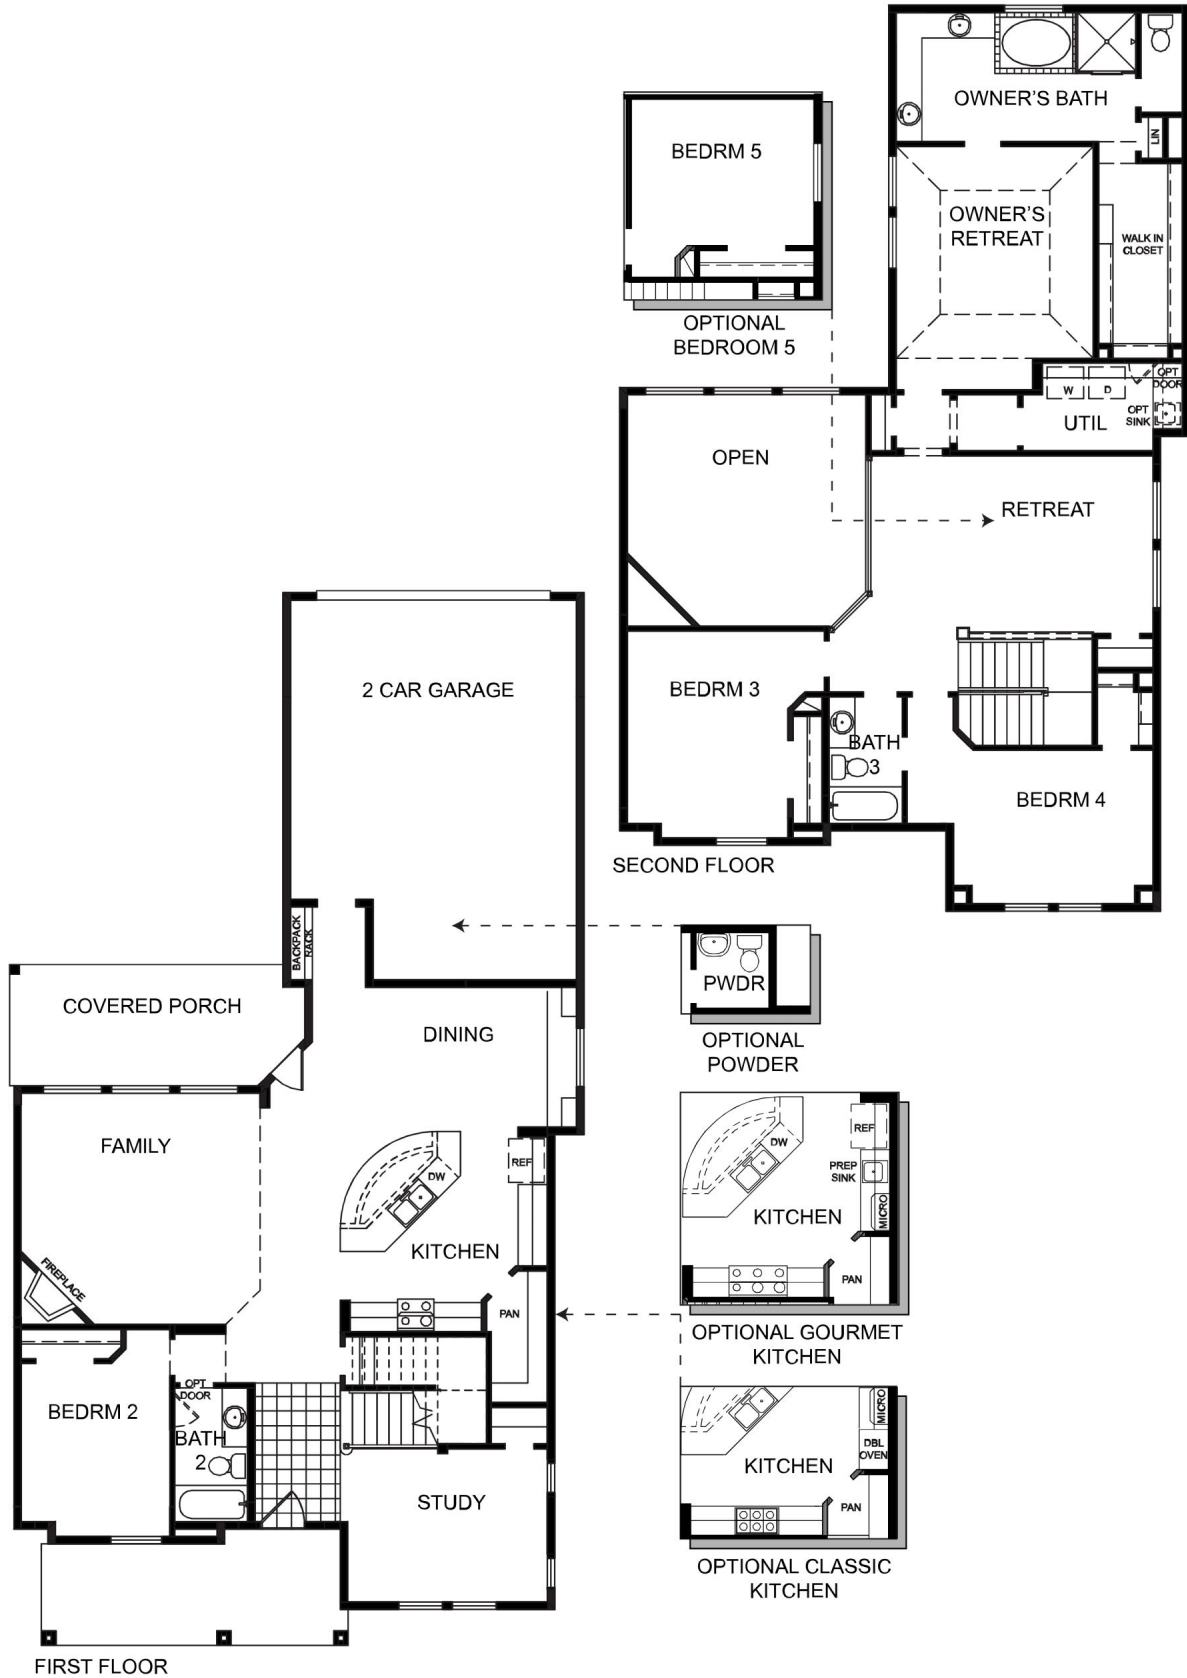 OWNER'S BATH
LIN
BEDRM 5
OWNER'S
RETREAT
WALK IN
CLOSET
OPTIONAL
BEDROOM 5
W
D
OPT
DOOR
OPT
SINK
UTIL
OPEN
RETREAT
2 CAR GARAGE
BEDRM 3
BATH
3
BEDRM 4
SECOND FLOOR
BACKPACK
RACK
PWDR
COVERED PORCH
DINING
OPTIONAL
POWDER
FAMILY
REF
DW
KITCHEN
FIREPLACE
PAN
REF
DW
PREP
SINK
MICRO
KITCHEN
PAN
OPTIONAL GOURMET
KITCHEN
OPT
DOOR
BEDRM 2
BATH
2
STUDY
MICRO
DBL
OVEN
KITCHEN
PAN
OPTIONAL CLASSIC
KITCHEN
FIRST FLOOR